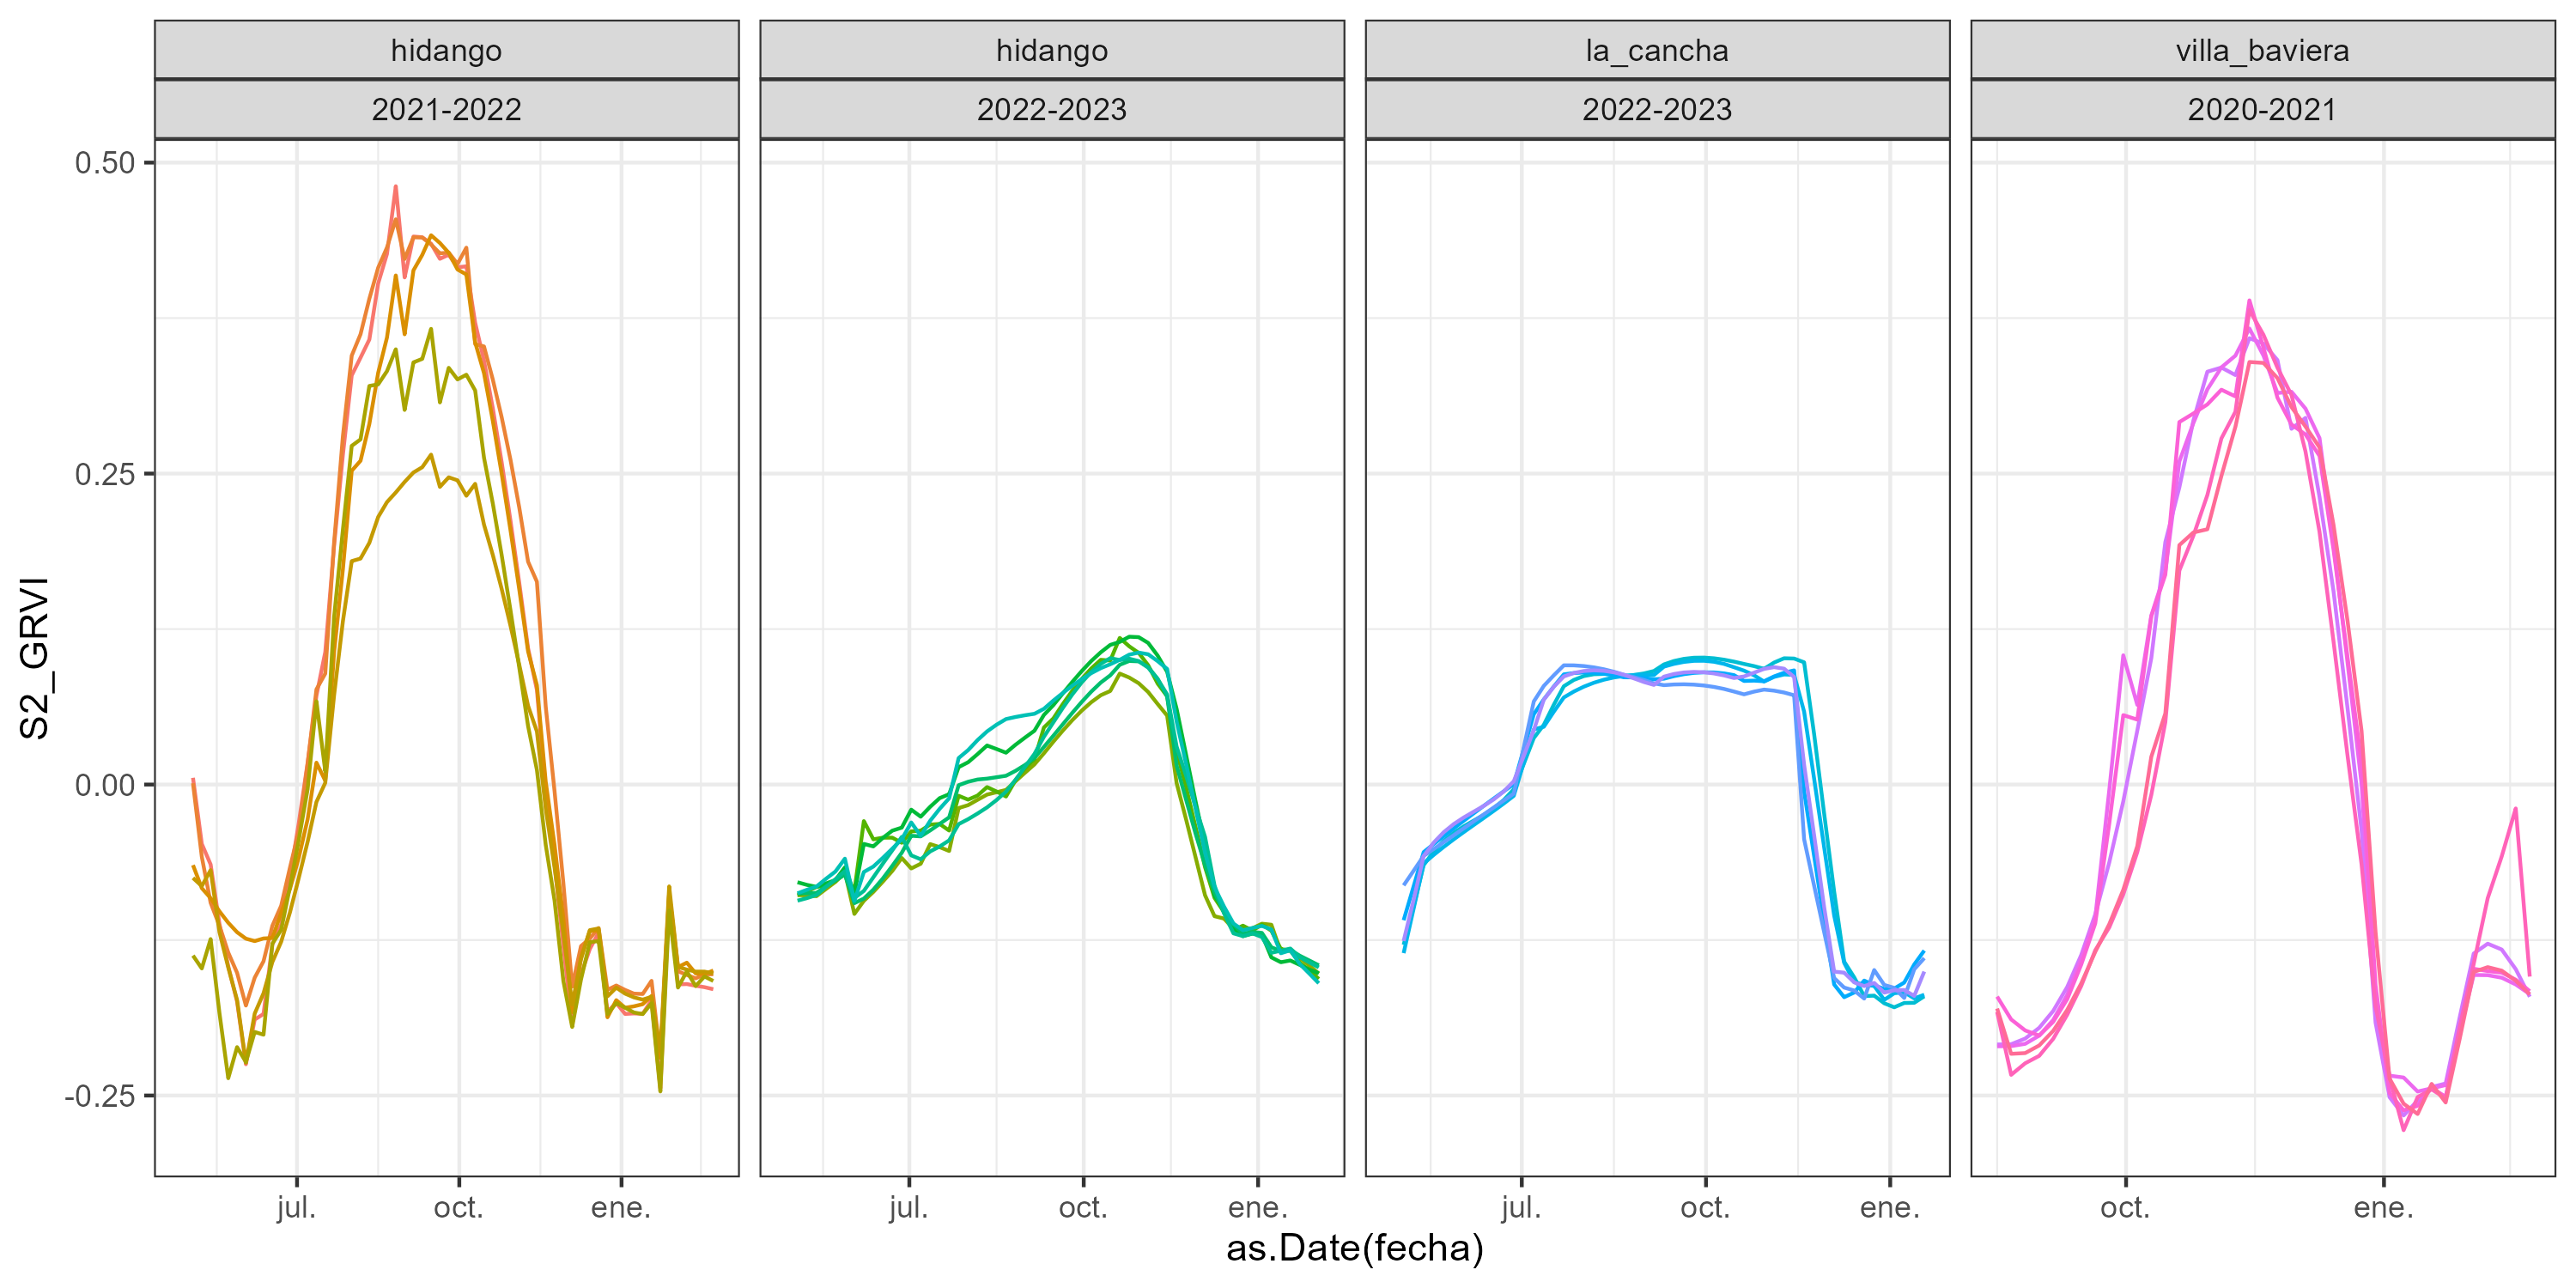 hidango hidango la_cancha villa_baviera
2021-2022 2022-2023 2022-2023 2020-2021
0.50
0.25
0.00
-0.25
S2_GRVI
jul. oct. ene. jul. oct. ene. jul. oct. ene. oct. ene.
as.Date(fecha)